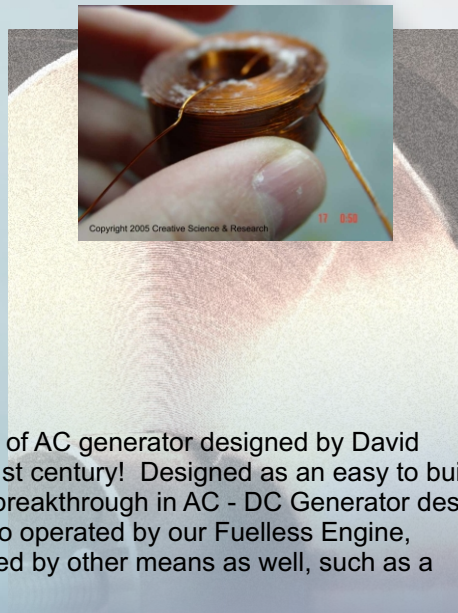 Copyright 2005 Creative Science & Research
17 0:50
of AC generator designed by David
st century! Designed as an easy to bui
breakthrough in AC - DC Generator des
o operated by our Fuelless Engine,
ed by other means as well, such as a